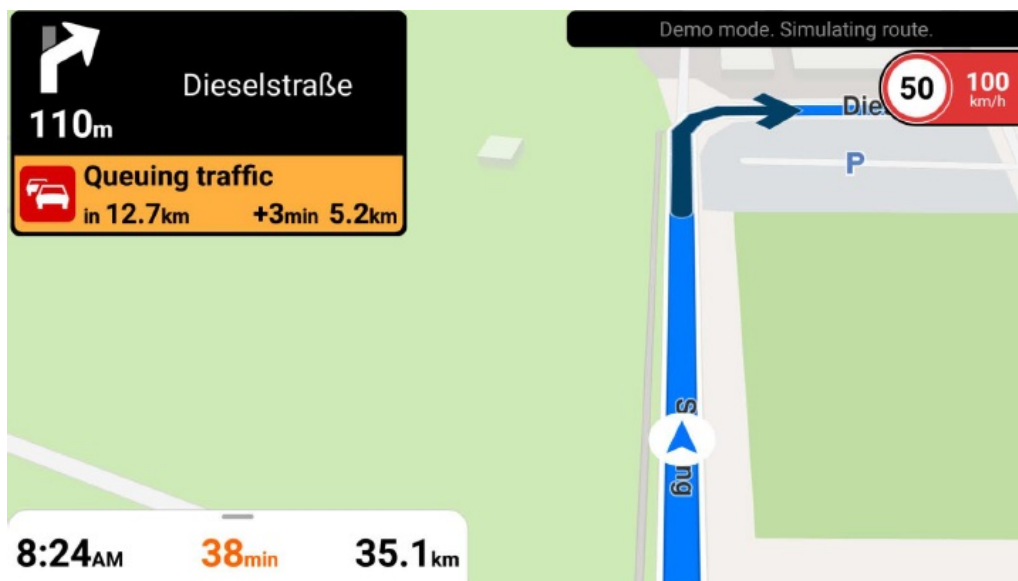 Dieselstraße
110m
Queuing traffic
in 12.7km +3min 5.2km
Demo mode. Simulating route.
50 100
km/h
P
8:24AM 38min 35.1km